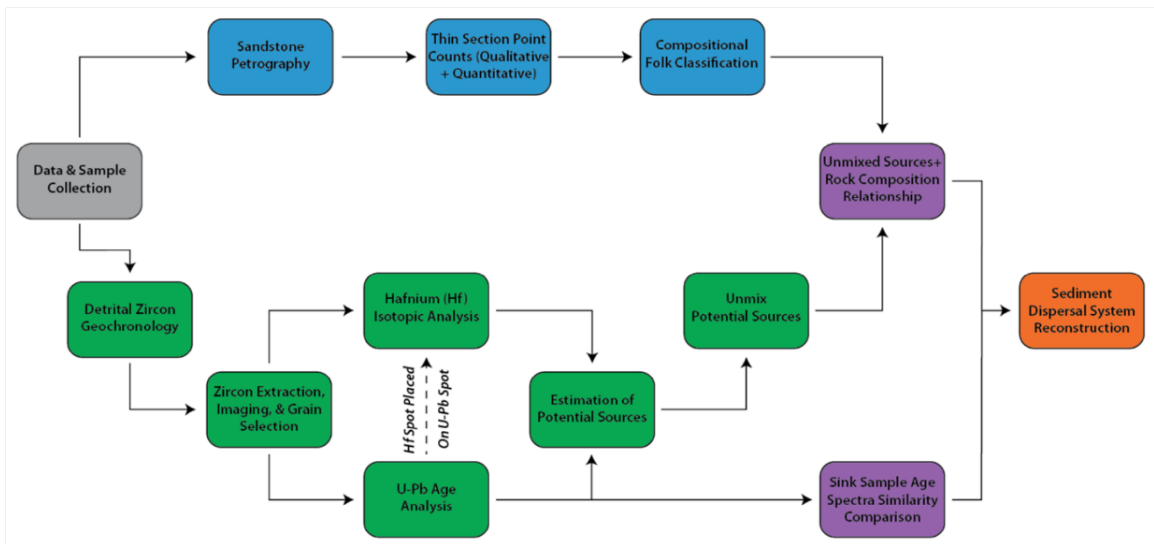 Sandstone
Petrography
Thin Section Point
Counts (Qualitative
+ Quantitative)
Compositional
Folk Classification
Data & Sample
Collection
Unmixed Sources+
Rock Composition
Relationship
Detrital Zircon
Geochronology
Hafnium (Hf)
Isotopic Analysis
Unmix
Potential Sources
Sediment
Dispersal System
Reconstruction
Zircon Extraction,
Imaging, & Grain
Selection
Hf Spot Placed
On U-Pb Spot
Estimation of
Potential Sources
U-Pb Age
Analysis
Sink Sample Age
Spectra Similarity
Comparison